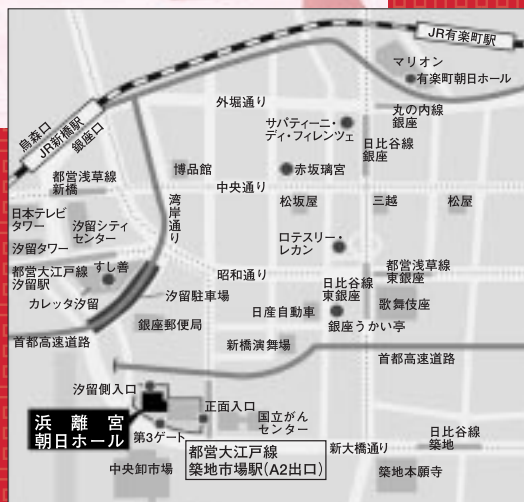 JR有楽町駅
マリオン
有楽町朝日ホール
外堀通り
丸の内線
銀座
サバティーニ・
ディ・フィレンツェ
日比谷線
銀座
烏森口
JR新橋駅
銀座口
博品館
赤坂璃宮
都営浅草線
新橋
中央通り
湾岸通り
松坂屋
三越
松屋
日本テレビ
タワー
汐留シティ
センター
汐留タワー
ロテスリー・
レカン
昭和通り
都営浅草線
東銀座
都営大江戸線
汐留駅
すし善
日比谷線
東銀座
カレッタ汐留
汐留駐車場
日産自動車
歌舞伎座
銀座郵便局
銀座うかい亭
首都高速道路
新橋演舞場
首都高速道路
汐留側入口
正面入口
浜離宮
朝日ホール
第3ゲート
国立がん
センター
都営大江戸線
築地市場駅(A2出口)
新大橋通り
日比谷線
築地
中央卸市場
築地本願寺